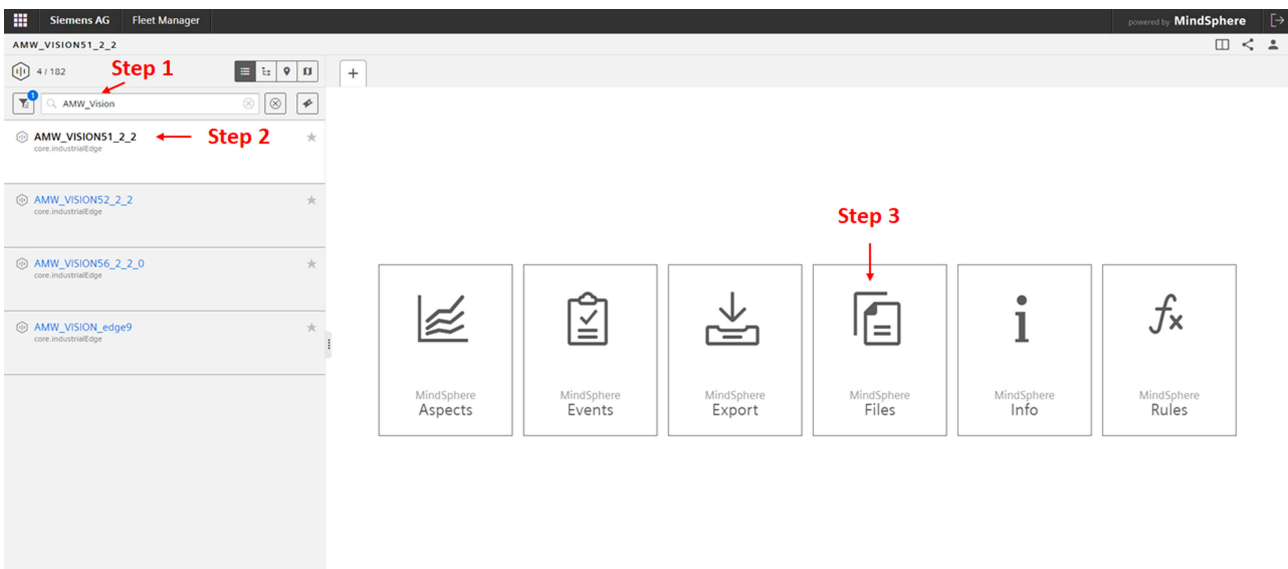 Siemens AG Fleet Manager powered by MindSphere
AMW_VISION51_2_2
4 / 182 Step 1
1
AMW_Vision
AMW_VISION51_2_2 Step 2
core.industrialEdge
AMW_VISION52_2_2
core.industrialEdge
AMW_VISION56_2_2_0
core.industrialEdge
AMW_VISION_edge9
core.industrialEdge
+
Step 3
MindSphere
Aspects
MindSphere
Events
MindSphere
Export
MindSphere
Files
i
MindSphere
Info
fx
MindSphere
Rules